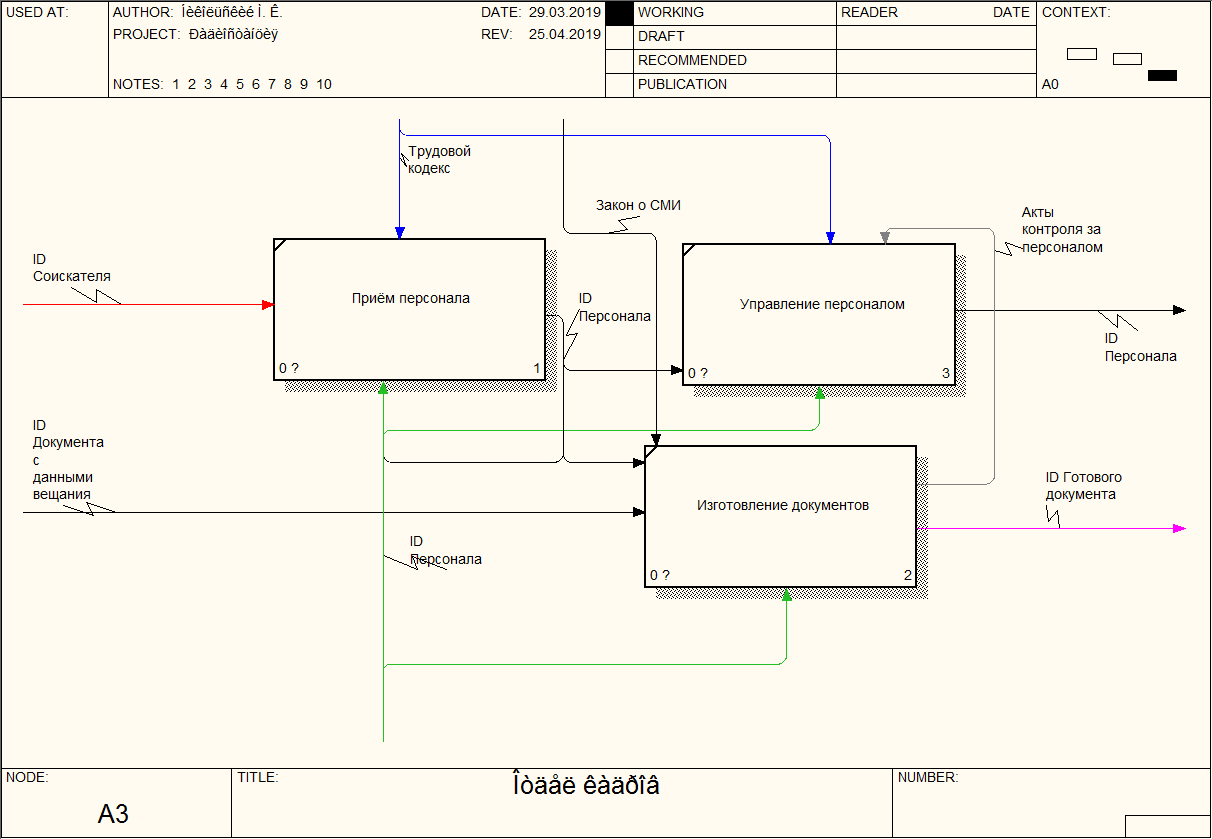 USED AT:
AUTHOR: Íèêîëüñêèé Ì. Ê.
DATE: 29.03.2019
PROJECT: Ðàäèîñòàíöèÿ
REV: 25.04.2019
NOTES: 1 2 3 4 5 6 7 8 9 10
WORKING
DRAFT
RECOMMENDED
PUBLICATION
READER DATE
CONTEXT:
A0
Трудовой
кодекс
Закон о СМИ
Акты
контроля за
персоналом
ID
Соискателя
Приём персонала
0 ?
1
ID
Персонала
Управление персоналом
0 ?
3
ID
Персонала
ID
Документа
с
данными
вещания
Изготовление документов
0 ?
2
ID Готового
документа
ID
Персонала
NODE:
A3
TITLE:
Îòäåë êàäðîâ
NUMBER: